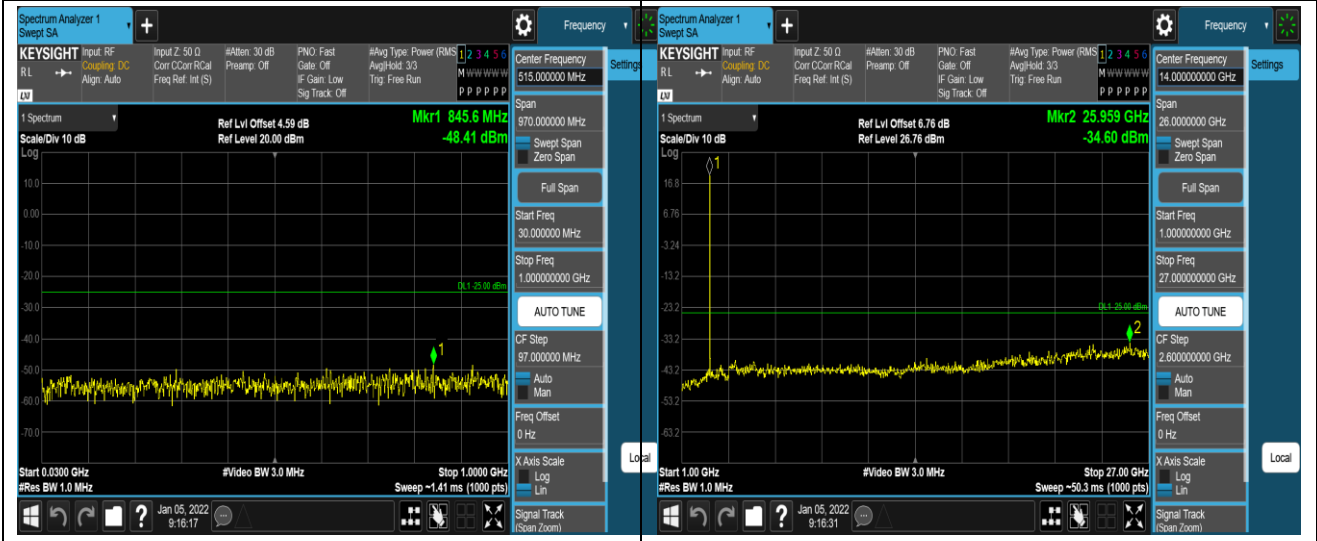 Spectrum Analyzer 1
Swept SA
+
Frequency
KEYSIGHT
RL
LXI
Input: RF
Coupling: DC
Align: Auto
Input Z: 50 Ω
Corr CCorr RCal
Freq Ref: Int (S)
#Atten: 30 dB
Preamp: Off
PNO: Fast
Gate: Off
IF Gain: Low
Sig Track: Off
#Avg Type: Power (RMS
Avg|Hold: 3/3
Trig: Free Run
1 2 3 4 5 6
M W W W W W
P P P P P P
Center Frequency
515.000000 MHz
Settings
1 Spectrum
Scale/Div 10 dB
Log
Ref Lvl Offset 4.59 dB
Ref Level 20.00 dBm
Mkr1 845.6 MHz
-48.41 dBm
10.0
0.00
-10.0
-20.0
-30.0
-40.0
-50.0
-60.0
-70.0
DL1 -25.00 dBm
1
Start 0.0300 GHz
#Res BW 1.0 MHz
#Video BW 3.0 MHz
Stop 1.0000 GHz
Sweep ~1.41 ms (1000 pts)
Span
970.000000 MHz
Swept Span
Zero Span
Full Span
Start Freq
30.000000 MHz
Stop Freq
1.000000000 GHz
AUTO TUNE
CF Step
97.000000 MHz
Auto
Man
Freq Offset
0 Hz
X Axis Scale
Log
Lin
Signal Track
(Span Zoom)
Local
?
Jan 05, 2022
9:16:17
Spectrum Analyzer 1
Swept SA
+
Frequency
KEYSIGHT
RL
LXI
Input: RF
Coupling: DC
Align: Auto
Input Z: 50 Ω
Corr CCorr RCal
Freq Ref: Int (S)
#Atten: 30 dB
Preamp: Off
PNO: Fast
Gate: Off
IF Gain: Low
Sig Track: Off
#Avg Type: Power (RMS
Avg|Hold: 3/3
Trig: Free Run
1 2 3 4 5 6
M W W W W W
P P P P P P
Center Frequency
14.000000000 GHz
Settings
1 Spectrum
Scale/Div 10 dB
Log
Ref Lvl Offset 6.76 dB
Ref Level 26.76 dBm
Mkr2 25.959 GHz
-34.60 dBm
1
16.8
6.76
-3.24
-13.2
-23.2
-33.2
-43.2
-53.2
-63.2
DL1 -25.00 dBm
2
Start 1.00 GHz
#Res BW 1.0 MHz
#Video BW 3.0 MHz
Stop 27.00 GHz
Sweep ~50.3 ms (1000 pts)
Span
26.0000000 GHz
Swept Span
Zero Span
Full Span
Start Freq
1.000000000 GHz
Stop Freq
27.000000000 GHz
AUTO TUNE
CF Step
2.600000000 GHz
Auto
Man
Freq Offset
0 Hz
X Axis Scale
Log
Lin
Signal Track
(Span Zoom)
Local
?
Jan 05, 2022
9:16:31